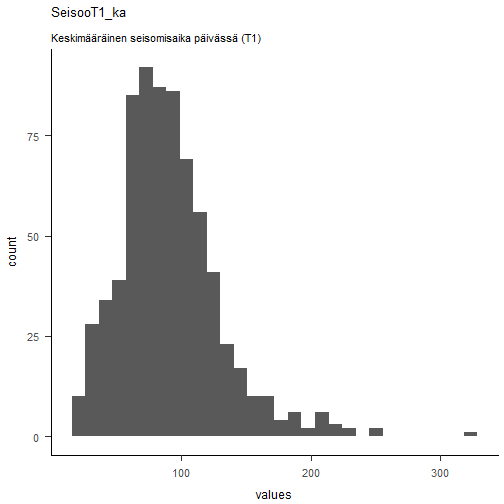 SeisooT1_ka
Keskimääräinen seisomisaika päivässä (T1)
count
75
50
25
0
100
200
300
values